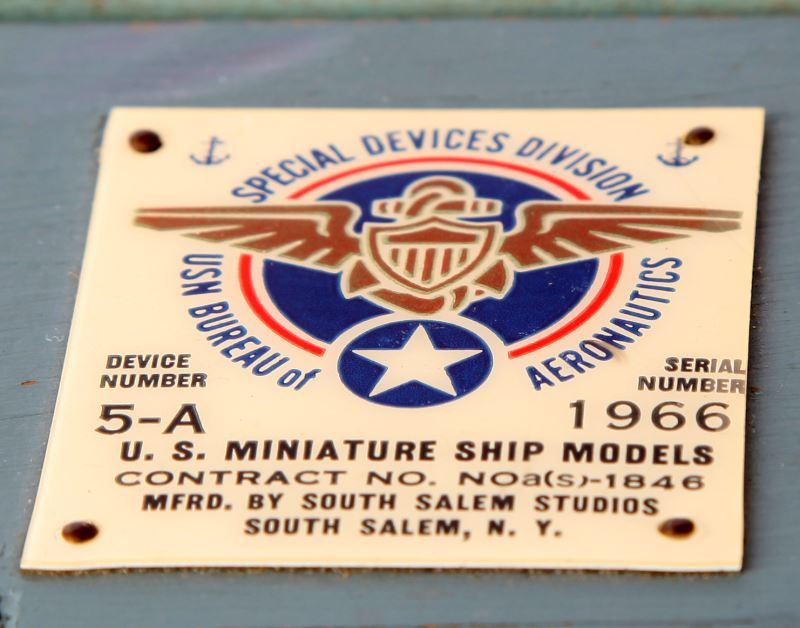 SPECIAL DEVICES DIVISION
USN BUREAU of AERONAUTICS
DEVICE NUMBER
5-A
SERIAL NUMBER
1966
U. S. MINIATURE SHIP MODELS
CONTRACT NO. NOa(s)-1846
MFRD. BY SOUTH SALEM STUDIOS
SOUTH SALEM, N. Y.